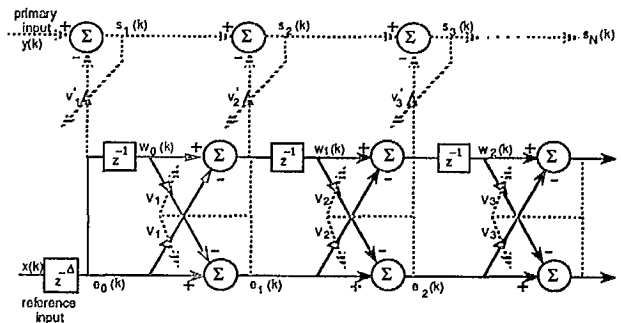 primary input y(k)
+ Σ s₁(k) + Σ s₂(k) + Σ s₃(k) s_N(k)
- - -
v'₁ v'₂ v'₃
z⁻¹ w₀(k) + Σ z⁻¹ w₁(k) + Σ z⁻¹ w₂(k) + Σ
- - -
v₁ v₂ v₃
v₁ v₂ v₃
- - -
x(k) z^-Δ e₀(k) + Σ e₁(k) + Σ e₂(k) + Σ
reference input